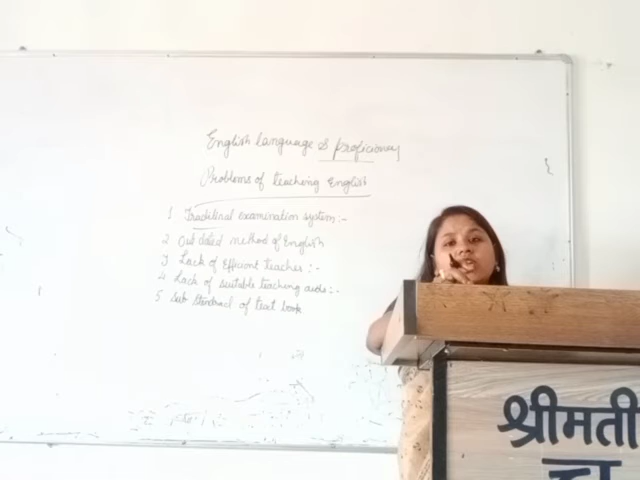 English language & proficiency
Problems of teaching English
1 Traditinal examination system:-
2 Out dated method of English
3 Lack of Efficient teacher:-
4 Lack of suitable teaching aids:-
5 Sub Standard of text book
श्रीमती